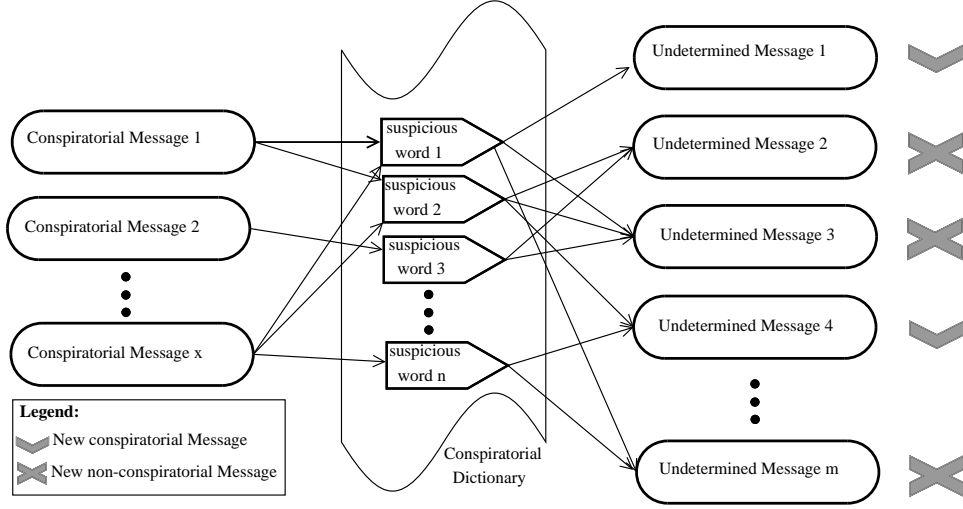 Conspiratorial Message 1
Conspiratorial Message 2
Conspiratorial Message x
suspicious
word 1
suspicious
word 2
suspicious
word 3
suspicious
word n
Conspiratorial
Dictionary
Undetermined Message 1
Undetermined Message 2
Undetermined Message 3
Undetermined Message 4
Undetermined Message m
Legend:
New conspiratorial Message
New non-conspiratorial Message